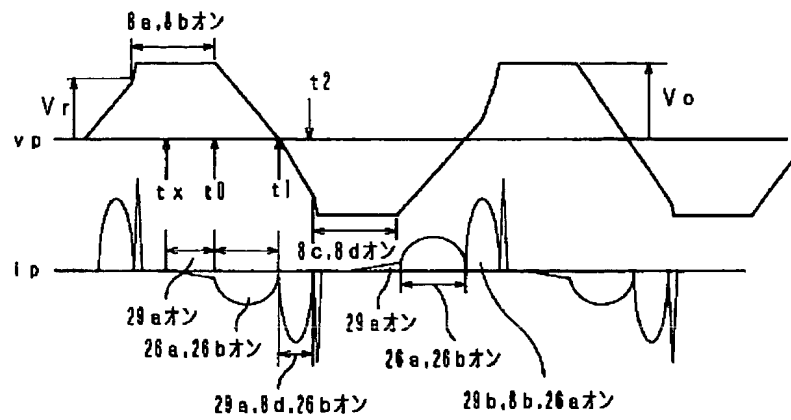 8a,8bオン
t2
Vr
Vo
vp
tx
t0
t1
8c,8dオン
ip
29aオン
29aオン
26a,26bオン
26a,26bオン
29a,8d,26bオン
29b,8b,26aオン